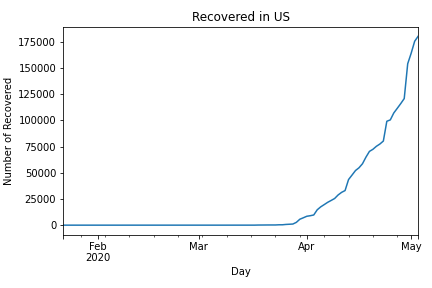 Recovered in US
175000
150000
125000
100000
75000
50000
25000
0
Number of Recovered
Feb
2020
Mar
Apr
May
Day